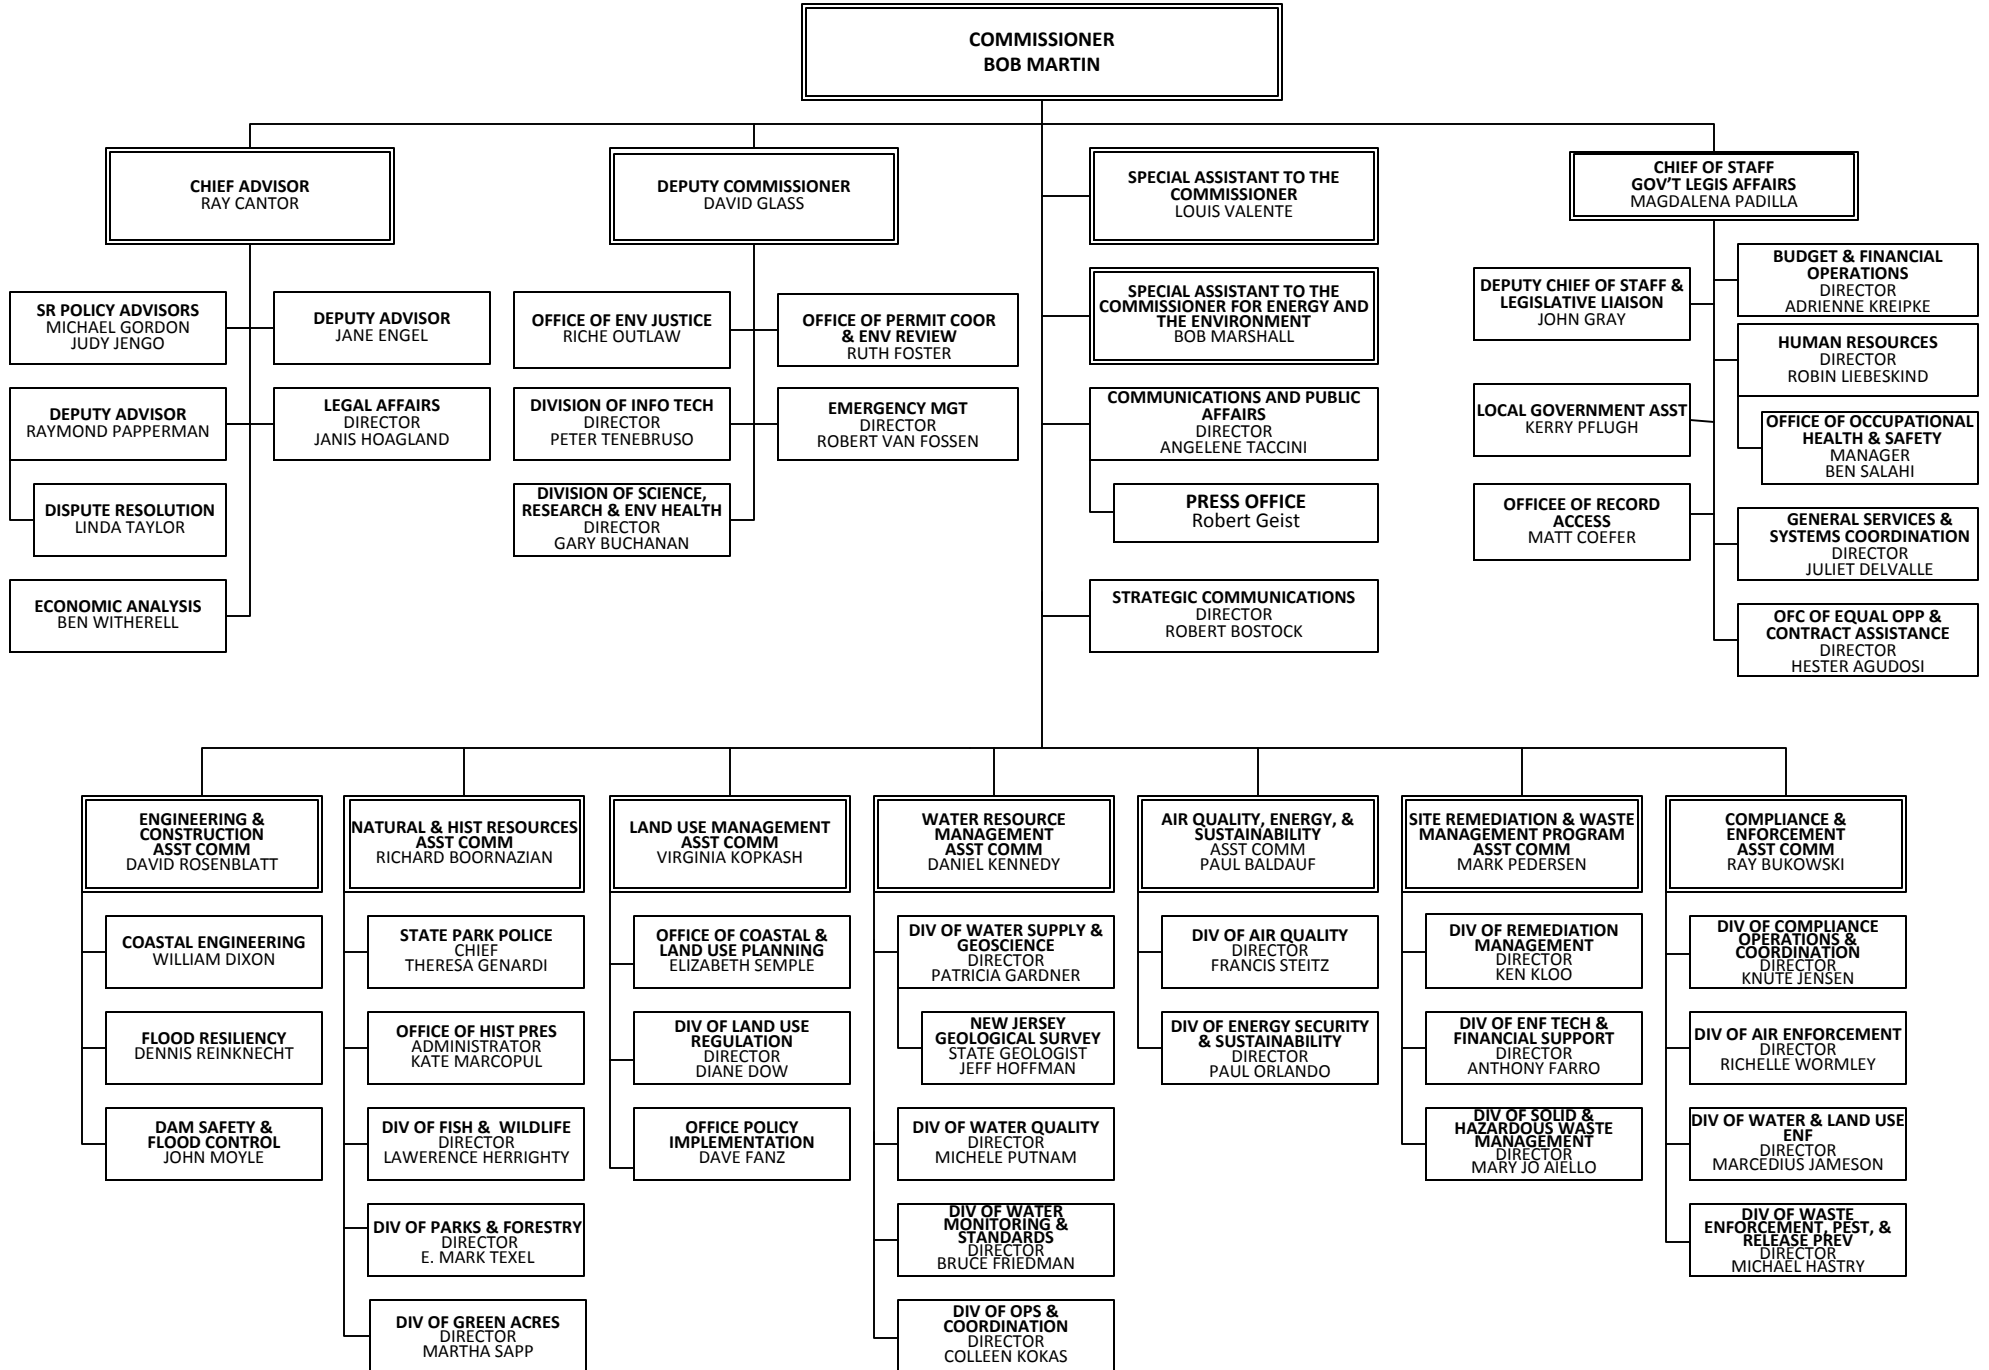 COMMISSIONER
BOB MARTIN
CHIEF ADVISOR
RAY CANTOR
DEPUTY COMMISSIONER
DAVID GLASS
SPECIAL ASSISTANT TO THE
COMMISSIONER
LOUIS VALENTE
CHIEF OF STAFF
GOV'T LEGIS AFFAIRS
MAGDALENA PADILLA
SR POLICY ADVISORS
MICHAEL GORDON
JUDY JENGO
DEPUTY ADVISOR
JANE ENGEL
DEPUTY ADVISOR
RAYMOND PAPPERMAN
LEGAL AFFAIRS
DIRECTOR
JANIS HOAGLAND
DISPUTE RESOLUTION
LINDA TAYLOR
ECONOMIC ANALYSIS
BEN WITHERELL
OFFICE OF ENV JUSTICE
RICHE OUTLAW
OFFICE OF PERMIT COOR
& ENV REVIEW
RUTH FOSTER
DIVISION OF INFO TECH
DIRECTOR
PETER TENEBRUSO
EMERGENCY MGT
DIRECTOR
ROBERT VAN FOSSEN
DIVISION OF SCIENCE,
RESEARCH & ENV HEALTH
DIRECTOR
GARY BUCHANAN
SPECIAL ASSISTANT TO THE
COMMISSIONER FOR ENERGY AND
THE ENVIRONMENT
BOB MARSHALL
COMMUNICATIONS AND PUBLIC
AFFAIRS
DIRECTOR
ANGELENE TACCINI
PRESS OFFICE
Robert Geist
STRATEGIC COMMUNICATIONS
DIRECTOR
ROBERT BOSTOCK
DEPUTY CHIEF OF STAFF &
LEGISLATIVE LIAISON
JOHN GRAY
LOCAL GOVERNMENT ASST
KERRY PFLUGH
OFFICEE OF RECORD
ACCESS
MATT COEFER
BUDGET & FINANCIAL
OPERATIONS
DIRECTOR
ADRIENNE KREIPKE
HUMAN RESOURCES
DIRECTOR
ROBIN LIEBESKIND
OFFICE OF OCCUPATIONAL
HEALTH & SAFETY
MANAGER
BEN SALAHI
GENERAL SERVICES &
SYSTEMS COORDINATION
DIRECTOR
JULIET DELVALLE
OFC OF EQUAL OPP &
CONTRACT ASSISTANCE
DIRECTOR
HESTER AGUDOSI
ENGINEERING &
CONSTRUCTION
ASST COMM
DAVID ROSENBLATT
COASTAL ENGINEERING
WILLIAM DIXON
FLOOD RESILIENCY
DENNIS REINKNECHT
DAM SAFETY &
FLOOD CONTROL
JOHN MOYLE
NATURAL & HIST RESOURCES
ASST COMM
RICHARD BOORNAZIAN
STATE PARK POLICE
CHIEF
THERESA GENARDI
OFFICE OF HIST PRES
ADMINISTRATOR
KATE MARCOPUL
DIV OF FISH & WILDLIFE
DIRECTOR
LAWERENCE HERRIGHTY
DIV OF PARKS & FORESTRY
DIRECTOR
E. MARK TEXEL
DIV OF GREEN ACRES
DIRECTOR
MARTHA SAPP
LAND USE MANAGEMENT
ASST COMM
VIRGINIA KOPKASH
OFFICE OF COASTAL &
LAND USE PLANNING
ELIZABETH SEMPLE
DIV OF LAND USE
REGULATION
DIRECTOR
DIANE DOW
OFFICE POLICY
IMPLEMENTATION
DAVE FANZ
WATER RESOURCE
MANAGEMENT
ASST COMM
DANIEL KENNEDY
DIV OF WATER SUPPLY &
GEOSCIENCE
DIRECTOR
PATRICIA GARDNER
NEW JERSEY
GEOLOGICAL SURVEY
STATE GEOLOGIST
JEFF HOFFMAN
DIV OF WATER QUALITY
DIRECTOR
MICHELE PUTNAM
DIV OF WATER
MONITORING &
STANDARDS
DIRECTOR
BRUCE FRIEDMAN
DIV OF OPS &
COORDINATION
DIRECTOR
COLLEEN KOKAS
AIR QUALITY, ENERGY, &
SUSTAINABILITY
ASST COMM
PAUL BALDAUF
DIV OF AIR QUALITY
DIRECTOR
FRANCIS STEITZ
DIV OF ENERGY SECURITY
& SUSTAINABILITY
DIRECTOR
PAUL ORLANDO
SITE REMEDIATION & WASTE
MANAGEMENT PROGRAM
ASST COMM
MARK PEDERSEN
DIV OF REMEDIATION
MANAGEMENT
DIRECTOR
KEN KLOO
DIV OF ENF TECH &
FINANCIAL SUPPORT
DIRECTOR
ANTHONY FARRO
DIV OF SOLID &
HAZARDOUS WASTE
MANAGEMENT
DIRECTOR
MARY JO AIELLO
COMPLIANCE &
ENFORCEMENT
ASST COMM
RAY BUKOWSKI
DIV OF COMPLIANCE
OPERATIONS &
COORDINATION
DIRECTOR
KNUTE JENSEN
DIV OF AIR ENFORCEMENT
DIRECTOR
RICHELLE WORMLEY
DIV OF WATER & LAND USE
ENF
DIRECTOR
MARCEDIUS JAMESON
DIV OF WASTE
ENFORCEMENT, PEST, &
RELEASE PREV
DIRECTOR
MICHAEL HASTRY